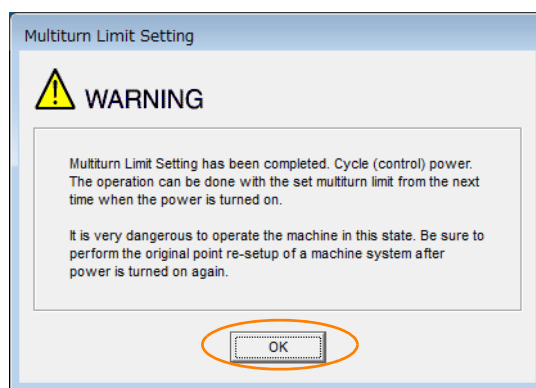 Multiturn Limit Setting
WARNING
Multiturn Limit Setting has been completed. Cycle (control) power.
The operation can be done with the set multiturn limit from the next
time when the power is turned on.
It is very dangerous to operate the machine in this state. Be sure to
perform the original point re-setup of a machine system after
power is turned on again.
OK